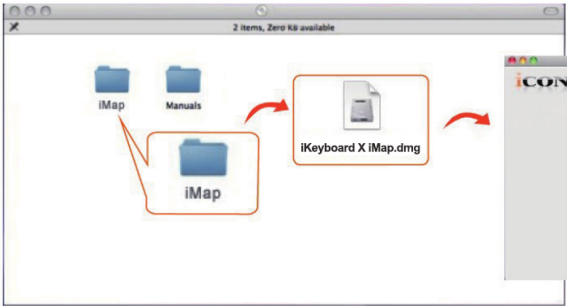 2 items, Zero KB available
iMap
Manuals
iMap
iKeyboard X iMap.dmg
iCON